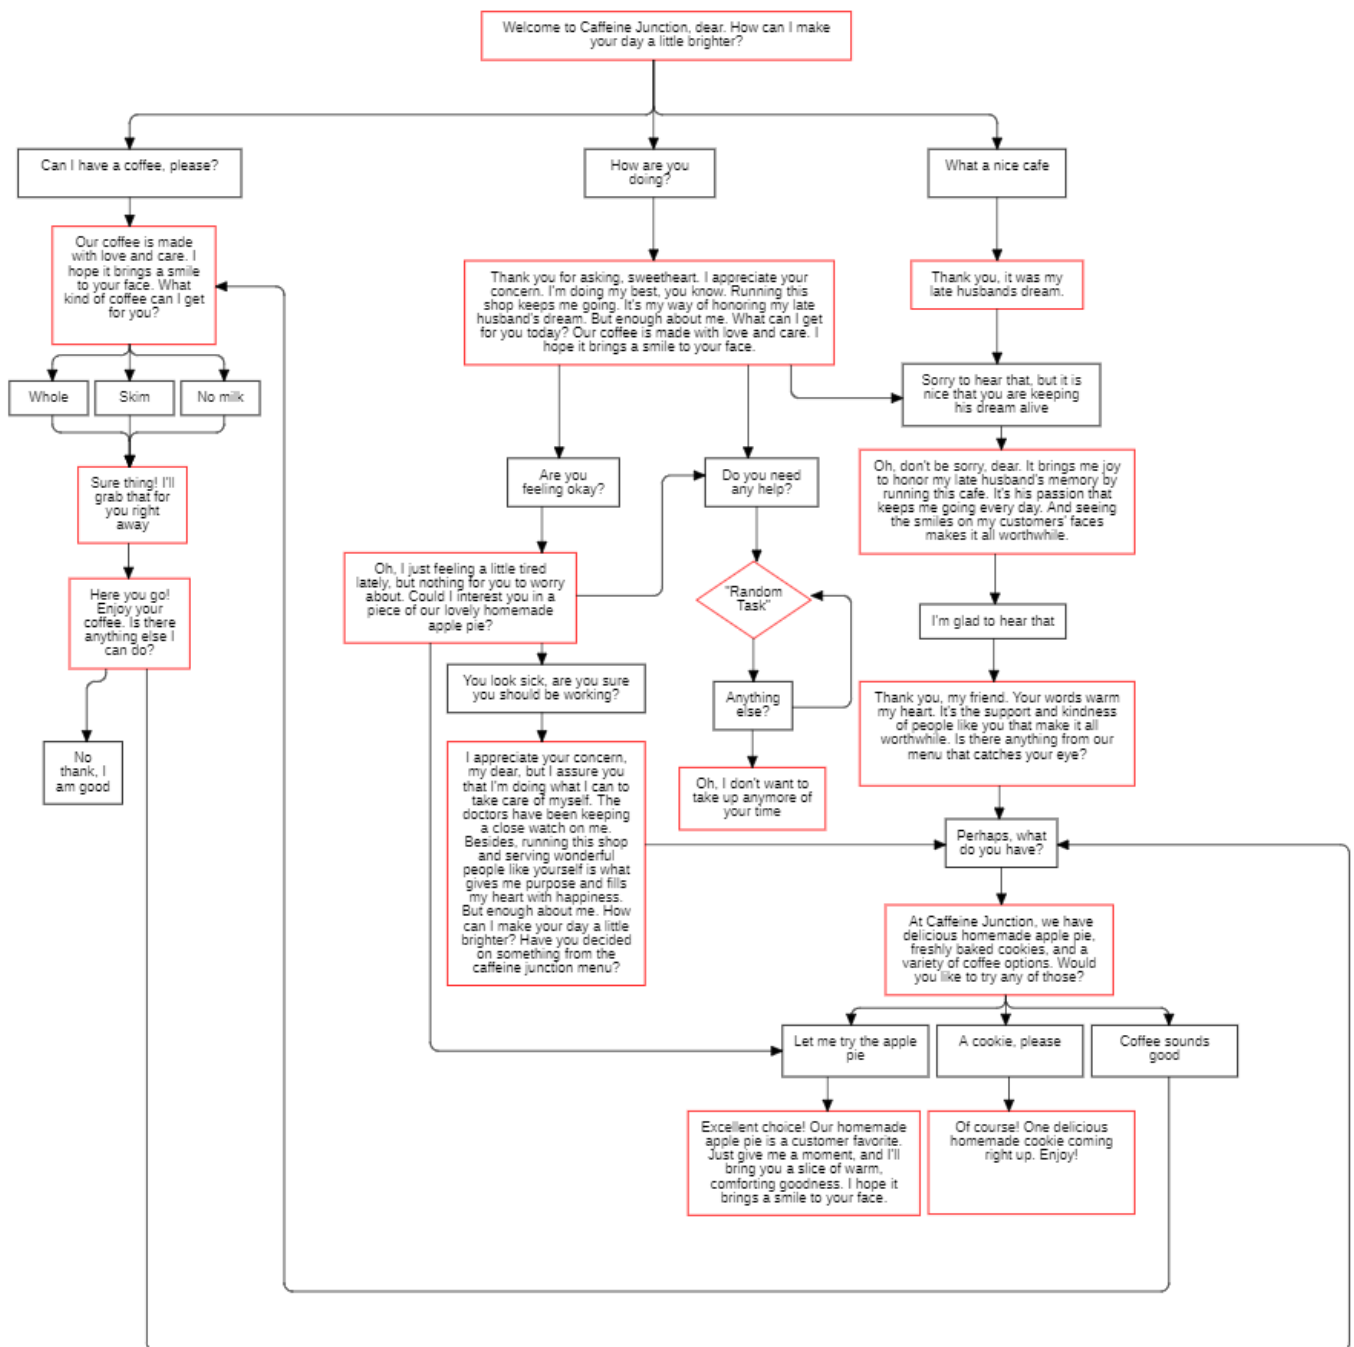 Welcome to Caffeine Junction, dear. How can I make
your day a little brighter?
Can I have a coffee, please?
How are you
doing?
What a nice cafe
Our coffee is made
with love and care. I
hope it brings a smile
to your face. What
kind of coffee can I get
for you?
Thank you for asking, sweetheart. I appreciate your
concern. I'm doing my best, you know. Running this
shop keeps me going. It's my way of honoring my late
husband's dream. But enough about me. What can I get
for you today? Our coffee is made with love and care. I
hope it brings a smile to your face.
Thank you, it was my
late husbands dream.
Whole
Skim
No milk
Sorry to hear that, but it is
nice that you are keeping
his dream alive
Sure thing! I'll
grab that for
you right
away
Are you
feeling okay?
Do you need
any help?
Oh, don't be sorry, dear. It brings me joy
to honor my late husband's memory by
running this cafe. It's his passion that
keeps me going every day. And seeing
the smiles on my customers' faces
makes it all worthwhile.
Here you go!
Enjoy your
coffee. Is there
anything else I
can do?
Oh, I just feeling a little tired
lately, but nothing for you to worry
about. Could I interest you in a
piece of our lovely homemade
apple pie?
"Random
Task"
I'm glad to hear that
You look sick, are you sure
you should be working?
Anything
else?
Thank you, my friend. Your words warm
my heart. It's the support and kindness
of people like you that make it all
worthwhile. Is there anything from our
menu that catches your eye?
No
thank, I
am good
I appreciate your concern,
my dear, but I assure you
that I'm doing what I can to
take care of myself. The
doctors have been keeping
a close watch on me.
Besides, running this shop
and serving wonderful
people like yourself is what
gives me purpose and fills
my heart with happiness.
But enough about me. How
can I make your day a little
brighter? Have you decided
on something from the
caffeine junction menu?
Oh, I don't want to
take up anymore of
your time
Perhaps, what
do you have?
At Caffeine Junction, we have
delicious homemade apple pie,
freshly baked cookies, and a
variety of coffee options. Would
you like to try any of those?
Let me try the apple
pie
A cookie, please
Coffee sounds
good
Excellent choice! Our homemade
apple pie is a customer favorite.
Just give me a moment, and I'll
bring you a slice of warm,
comforting goodness. I hope it
brings a smile to your face.
Of course! One delicious
homemade cookie coming
right up. Enjoy!